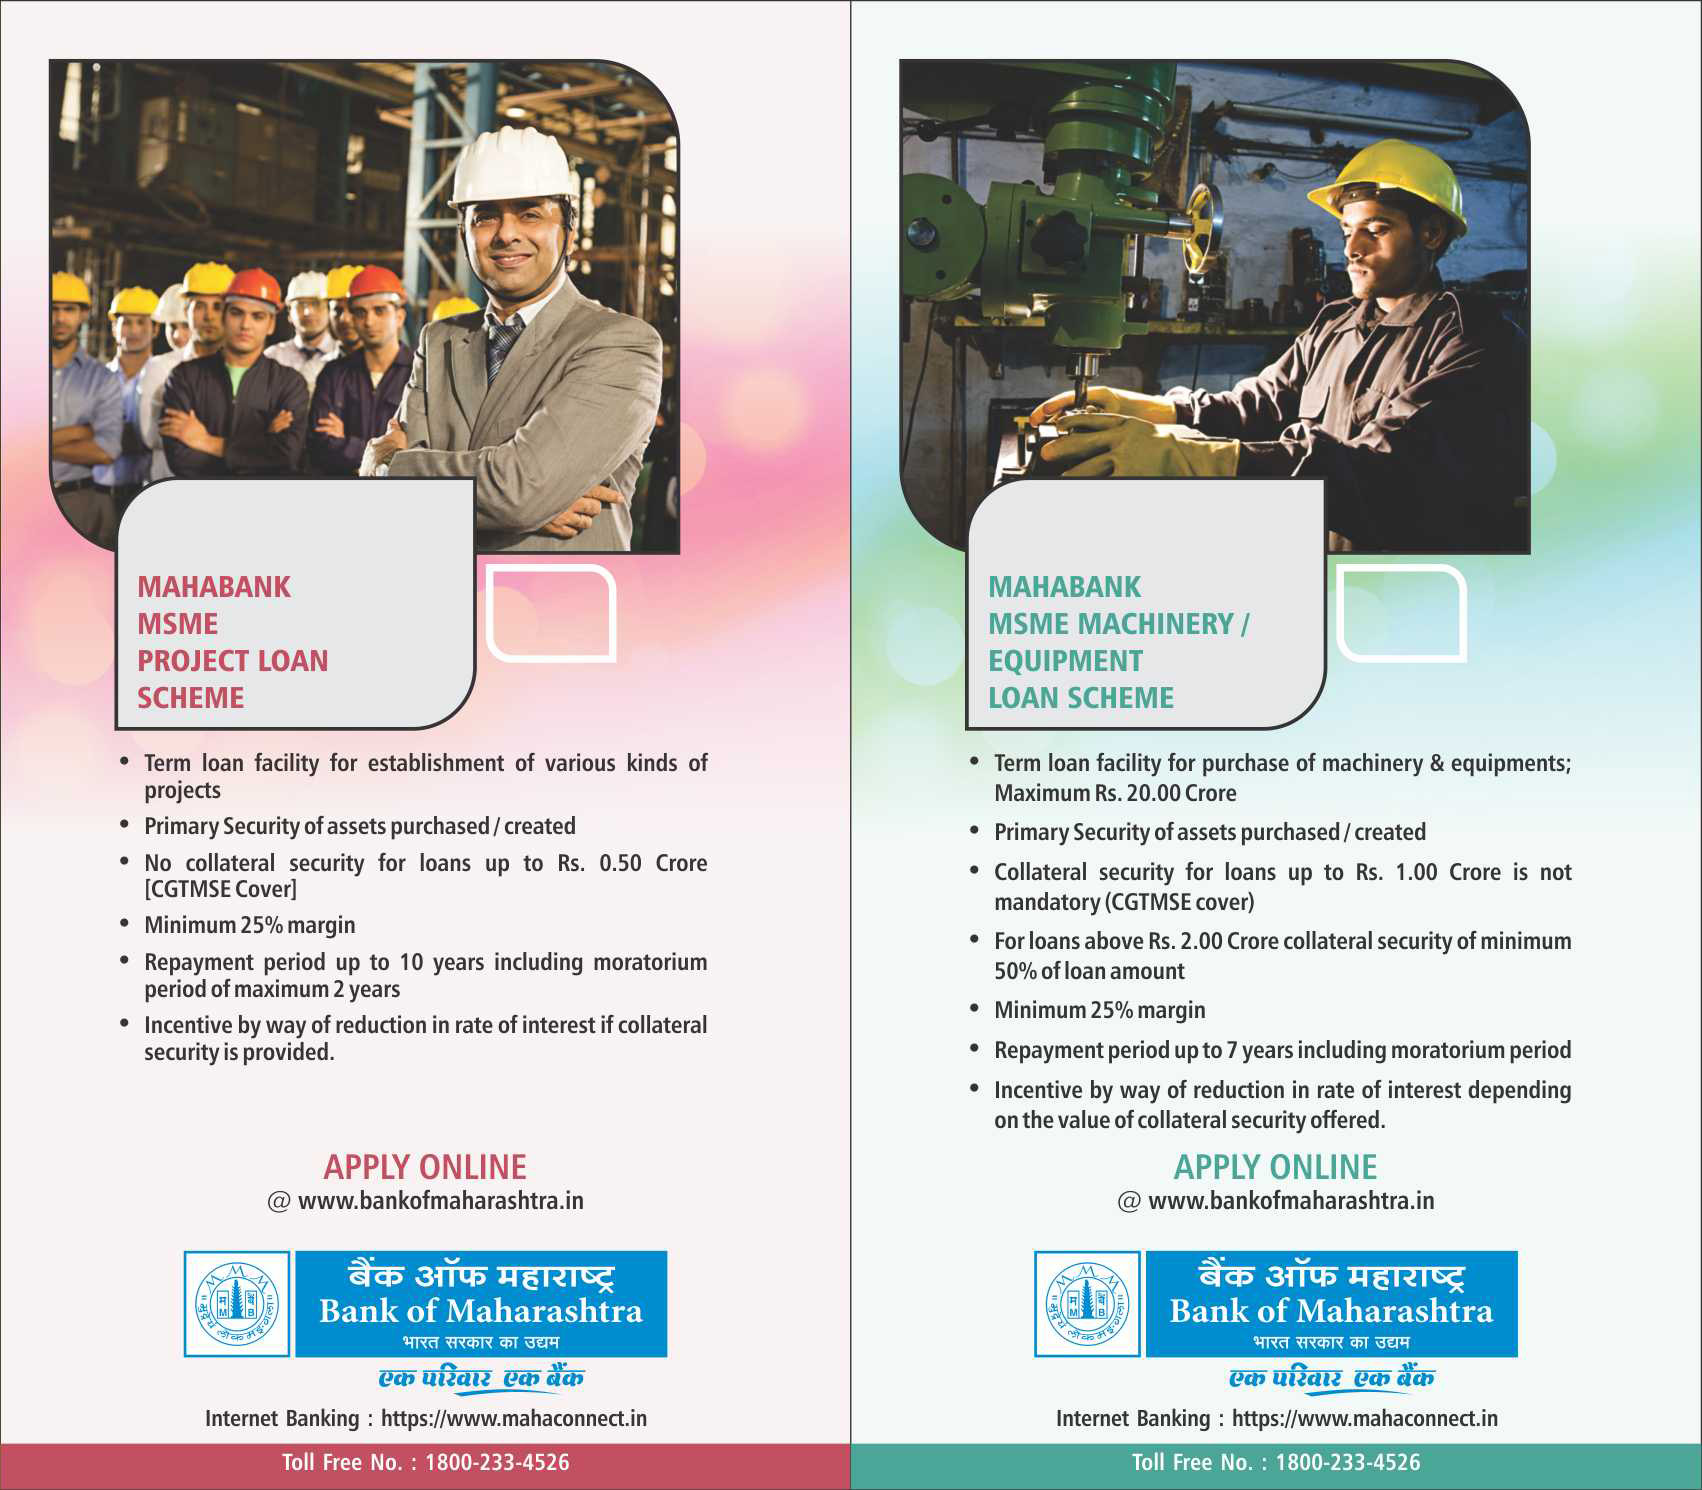 MAHABANK
MSME
PROJECT LOAN
SCHEME
• Term loan facility for establishment of various kinds of
projects
• Primary Security of assets purchased / created
• No collateral security for loans up to Rs. 0.50 Crore
[CGTMSE Cover]
• Minimum 25% margin
• Repayment period up to 10 years including moratorium
period of maximum 2 years
• Incentive by way of reduction in rate of interest if collateral
security is provided.
APPLY ONLINE
@ www.bankofmaharashtra.in
म बैं
M B
बैंक ऑफ महाराष्ट्र
Bank of Maharashtra
भारत सरकार का उद्यम
एक परिवार एक बैंक
Internet Banking : https://www.mahaconnect.in
Toll Free No. : 1800-233-4526
MAHABANK
MSME MACHINERY /
EQUIPMENT
LOAN SCHEME
• Term loan facility for purchase of machinery & equipments;
Maximum Rs. 20.00 Crore
• Primary Security of assets purchased / created
• Collateral security for loans up to Rs. 1.00 Crore is not
mandatory (CGTMSE cover)
• For loans above Rs. 2.00 Crore collateral security of minimum
50% of loan amount
• Minimum 25% margin
• Repayment period up to 7 years including moratorium period
• Incentive by way of reduction in rate of interest depending
on the value of collateral security offered.
APPLY ONLINE
@ www.bankofmaharashtra.in
म बैं
M B
बैंक ऑफ महाराष्ट्र
Bank of Maharashtra
भारत सरकार का उद्यम
एक परिवार एक बैंक
Internet Banking : https://www.mahaconnect.in
Toll Free No. : 1800-233-4526